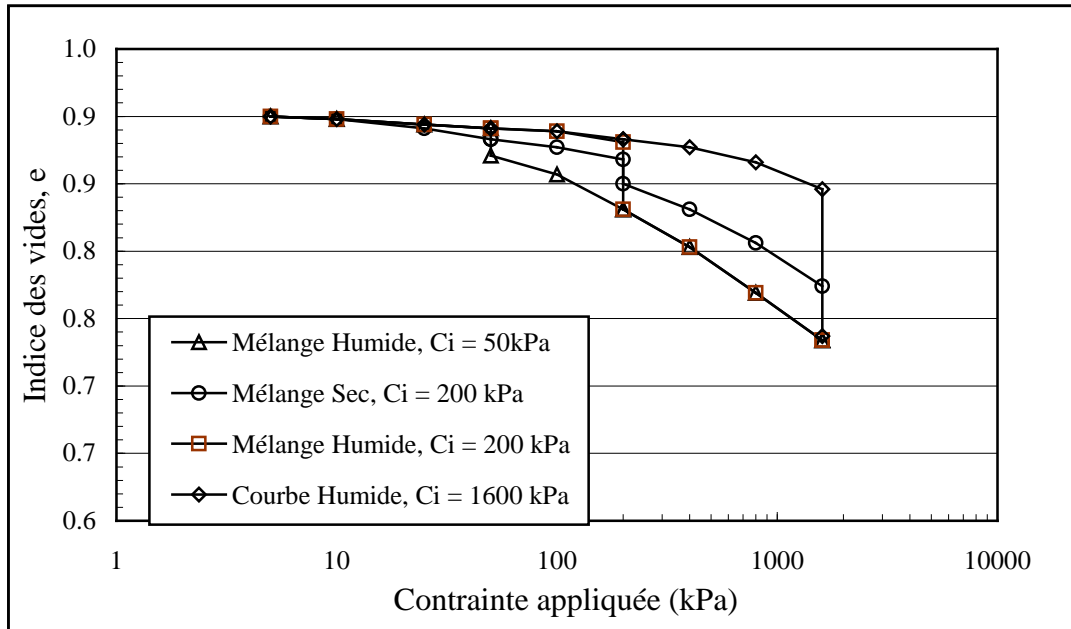 1.0
0.9
0.9
0.8
0.8
0.7
0.7
0.6
Indice des vides, e
Mélange Humide, Ci = 50kPa
Mélange Sec, Ci = 200 kPa
Mélange Humide, Ci = 200 kPa
Courbe Humide, Ci = 1600 kPa
1 10 100 1000 10000
Contrainte appliquée (kPa)